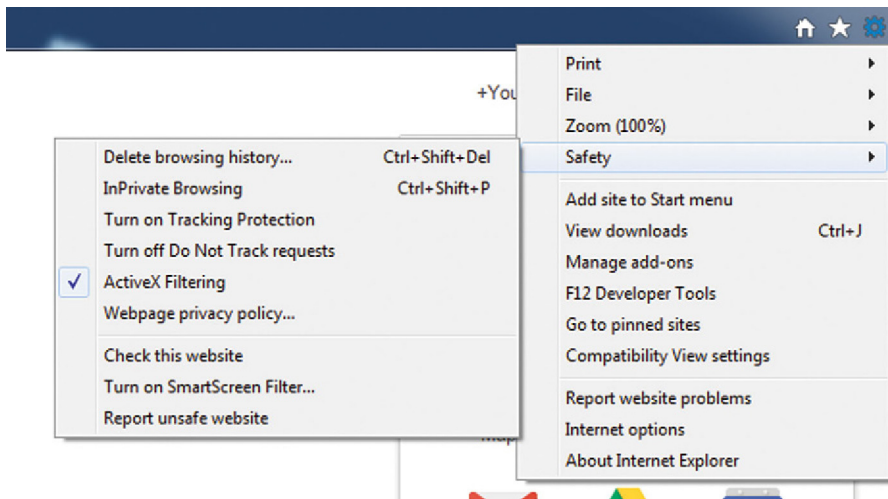 +You
Print
File
Zoom (100%)
Safety
Add site to Start menu
View downloads Ctrl+J
Manage add-ons
F12 Developer Tools
Go to pinned sites
Compatibility View settings
Report website problems
Internet options
About Internet Explorer
Delete browsing history... Ctrl+Shift+Del
InPrivate Browsing Ctrl+Shift+P
Turn on Tracking Protection
Turn off Do Not Track requests
ActiveX Filtering
Webpage privacy policy...
Check this website
Turn on SmartScreen Filter...
Report unsafe website